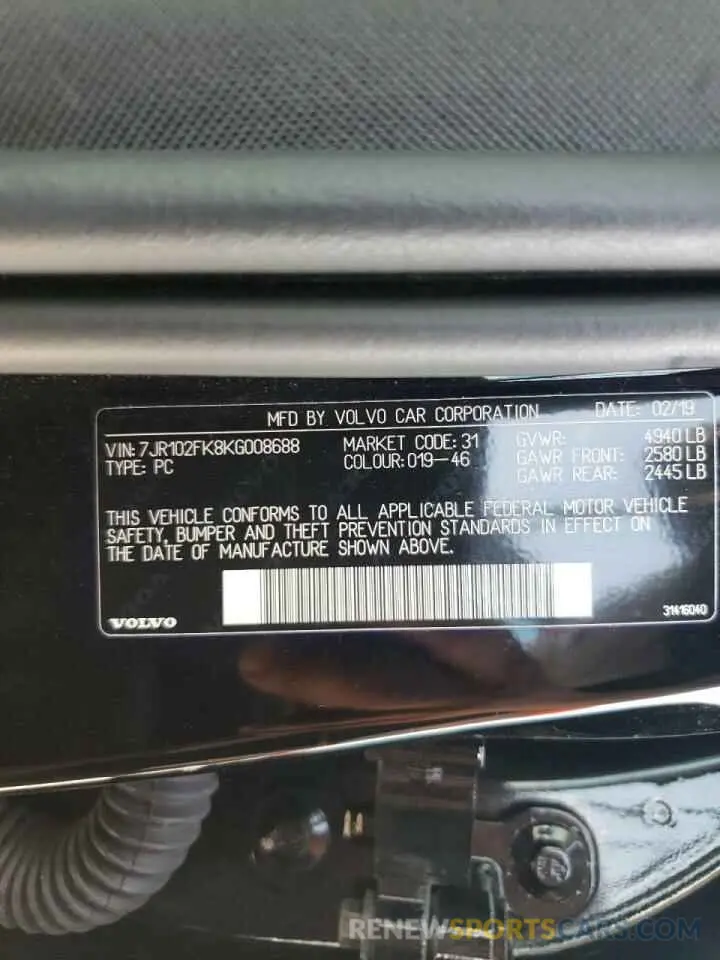 MFD BY VOLVO CAR CORPORATION DATE: 02/19
VIN: 7JR102FK8KG008688 MARKET CODE: 31 GVWR: 4940 LB
TYPE: PC COLOUR: 019-46 GAWR FRONT: 2580 LB
GAWR REAR: 2445 LB
THIS VEHICLE CONFORMS TO ALL APPLICABLE FEDERAL MOTOR VEHICLE
SAFETY, BUMPER AND THEFT PREVENTION STANDARDS IN EFFECT ON
THE DATE OF MANUFACTURE SHOWN ABOVE.
VOLVO 31416040
RENEWSPORTSCARS.COM